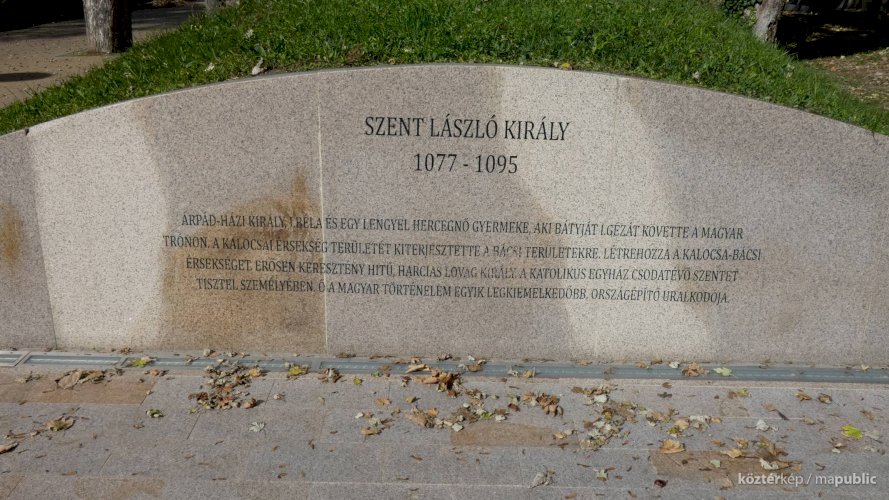 SZENT LÁSZLÓ KIRÁLY
1077 - 1095
ÁRPÁD-HÁZI KIRÁLY, I.BÉLA ÉS EGY LENGYEL HERCEGNŐ GYERMEKE, AKI BÁTYJÁT I.GÉZÁT KÖVETTE A MAGYAR
TRÓNON. A KALOCSAI ÉRSEKSÉG TERÜLETÉT KITERJESZTETTE A BÁCSI TERÜLETEKRE. LÉTREHOZZA A KALOCSA-BÁCSI
ÉRSEKSÉGET. ERŐSEN KERESZTÉNY HITŰ, HARCIAS LOVAG KIRÁLY. A KATOLIKUS EGYHÁZ CSODATÉVŐ SZENTET
TISZTEL SZEMÉLYÉBEN. Ő A MAGYAR TÖRTÉNELEM EGYIK LEGKIEMELKEDŐBB, ORSZÁGÉPÍTŐ URALKODÓJA.
köztérkép / mapublic